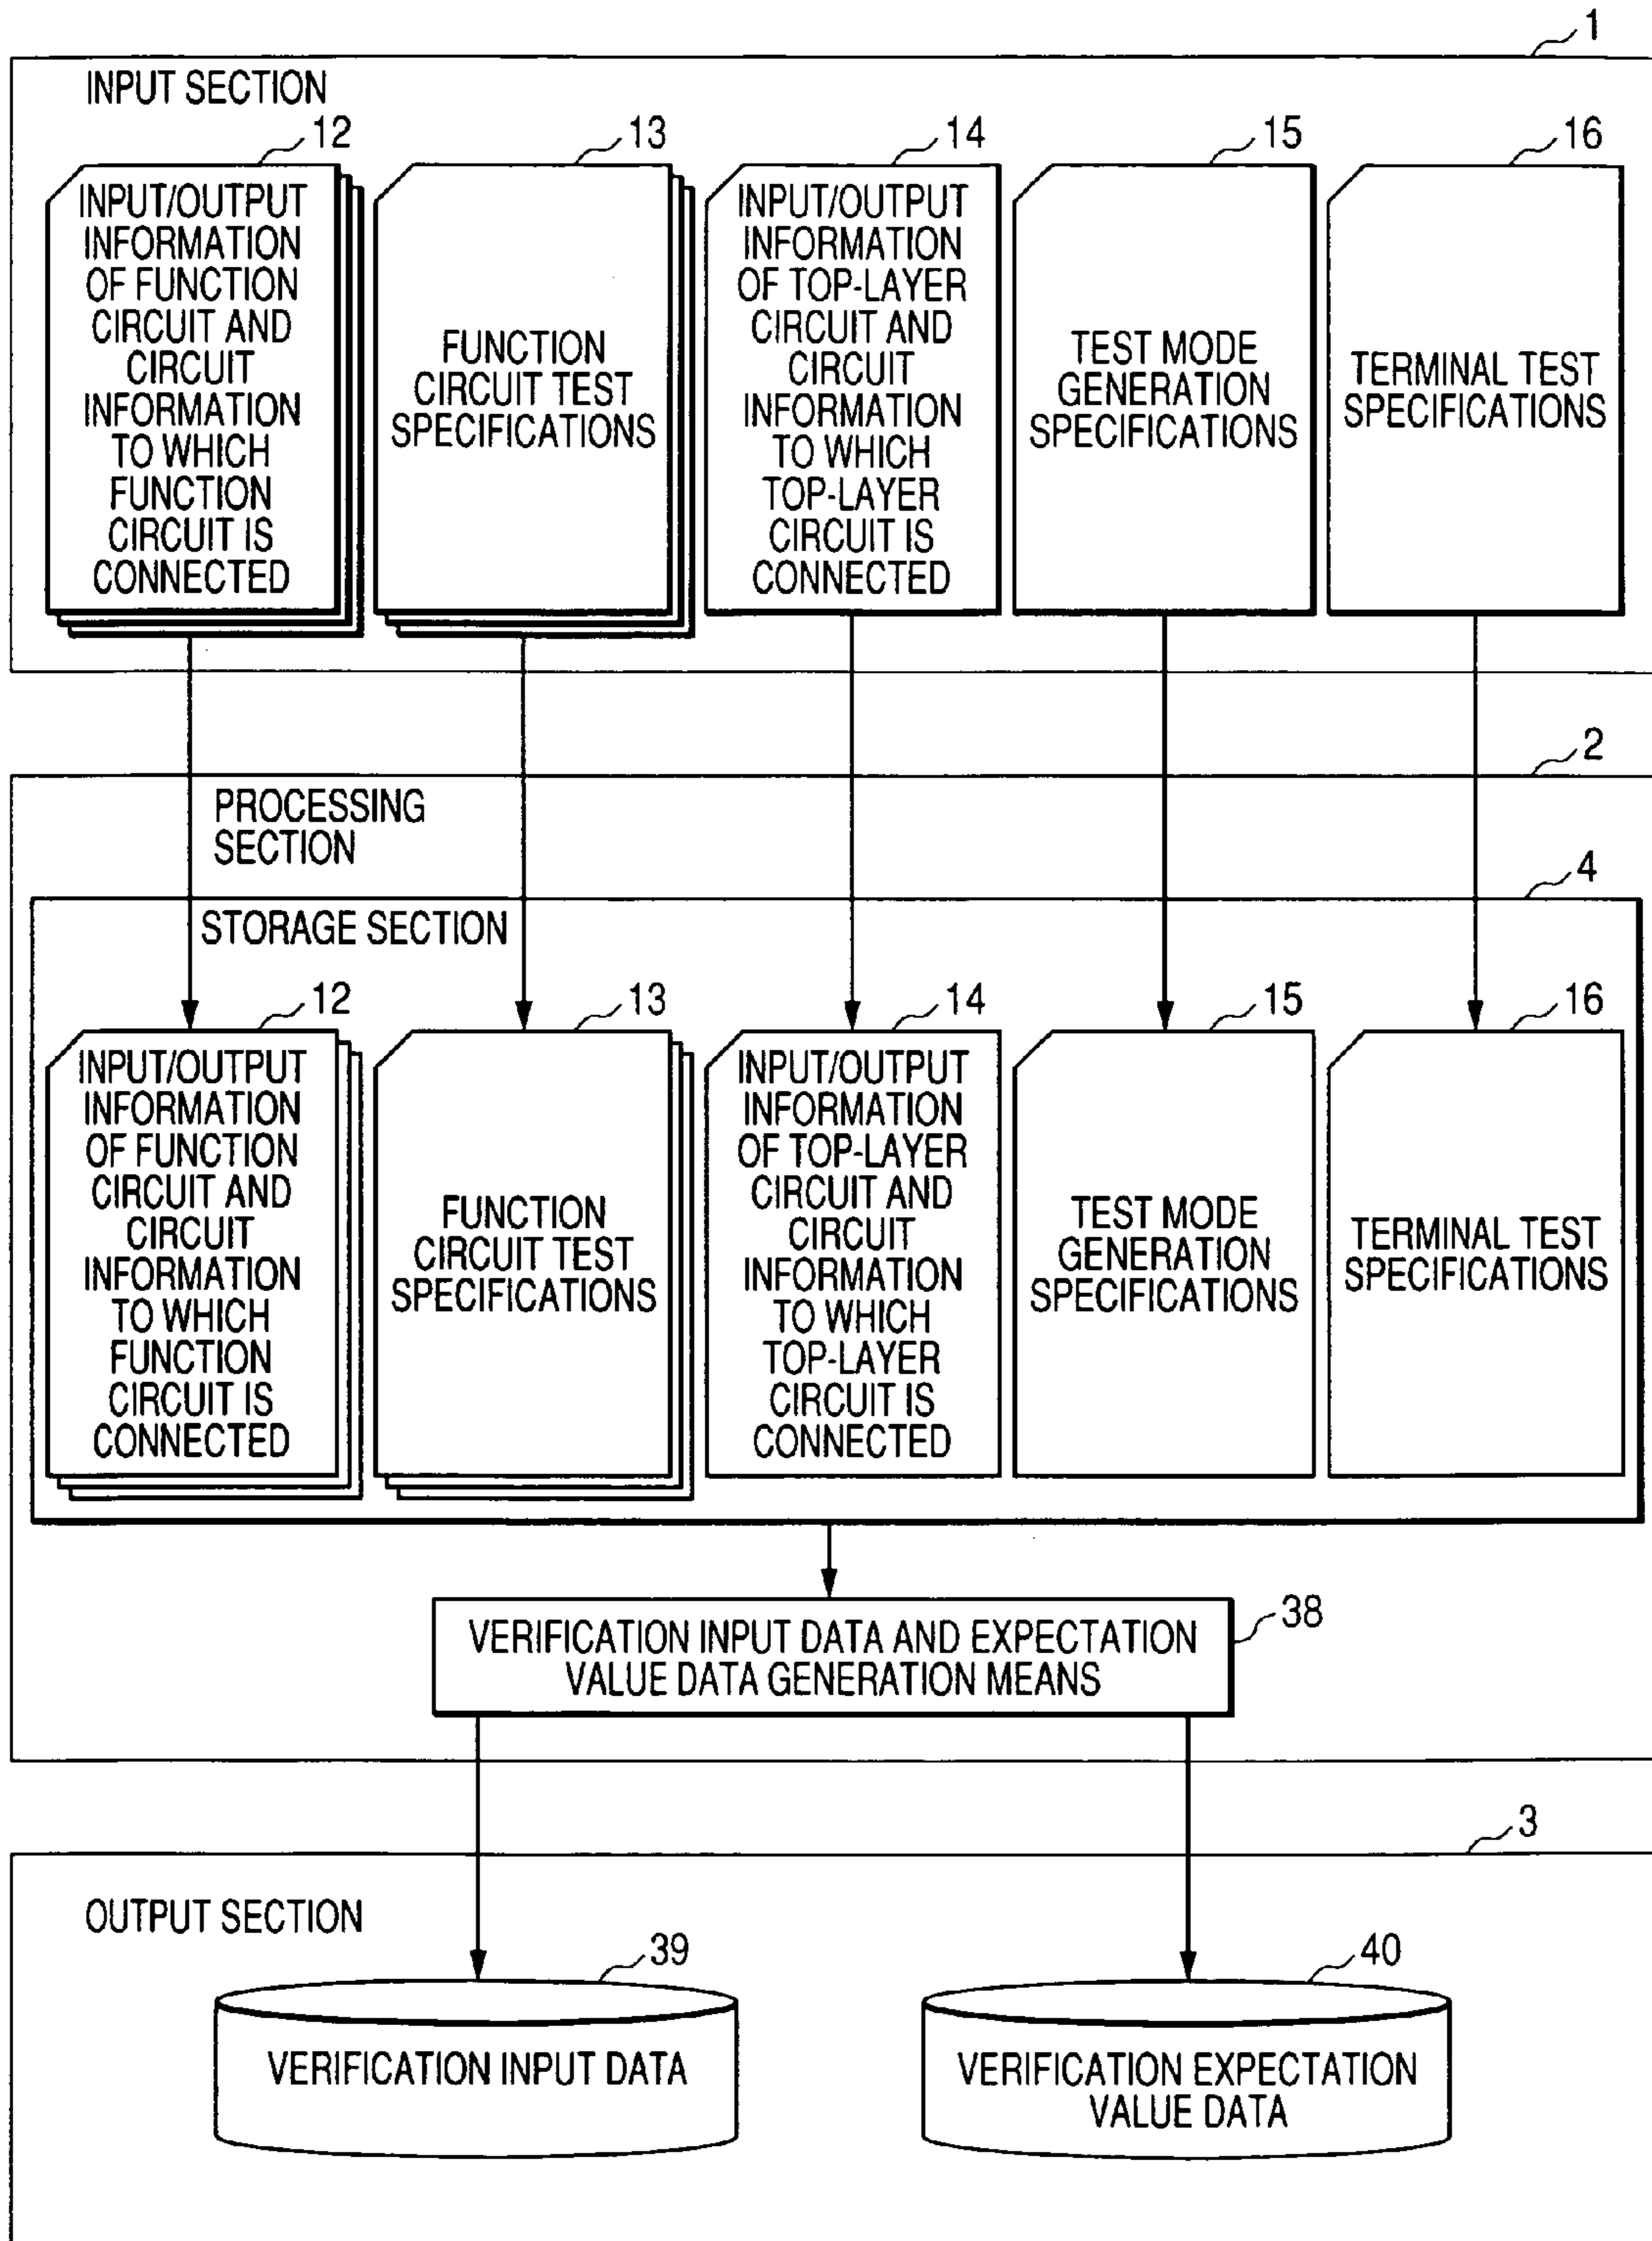 1
INPUT SECTION
12
INPUT/OUTPUT
INFORMATION
OF FUNCTION
CIRCUIT AND
CIRCUIT
INFORMATION
TO WHICH
FUNCTION
CIRCUIT IS
CONNECTED
13
FUNCTION
CIRCUIT TEST
SPECIFICATIONS
14
INPUT/OUTPUT
INFORMATION
OF TOP-LAYER
CIRCUIT AND
CIRCUIT
INFORMATION
TO WHICH
TOP-LAYER
CIRCUIT IS
CONNECTED
15
TEST MODE
GENERATION
SPECIFICATIONS
16
TERMINAL TEST
SPECIFICATIONS
2
PROCESSING
SECTION
4
STORAGE SECTION
12
INPUT/OUTPUT
INFORMATION
OF FUNCTION
CIRCUIT AND
CIRCUIT
INFORMATION
TO WHICH
FUNCTION
CIRCUIT IS
CONNECTED
13
FUNCTION
CIRCUIT TEST
SPECIFICATIONS
14
INPUT/OUTPUT
INFORMATION
OF TOP-LAYER
CIRCUIT AND
CIRCUIT
INFORMATION
TO WHICH
TOP-LAYER
CIRCUIT IS
CONNECTED
15
TEST MODE
GENERATION
SPECIFICATIONS
16
TERMINAL TEST
SPECIFICATIONS
38
VERIFICATION INPUT DATA AND EXPECTATION
VALUE DATA GENERATION MEANS
3
OUTPUT SECTION
39
VERIFICATION INPUT DATA
40
VERIFICATION EXPECTATION
VALUE DATA